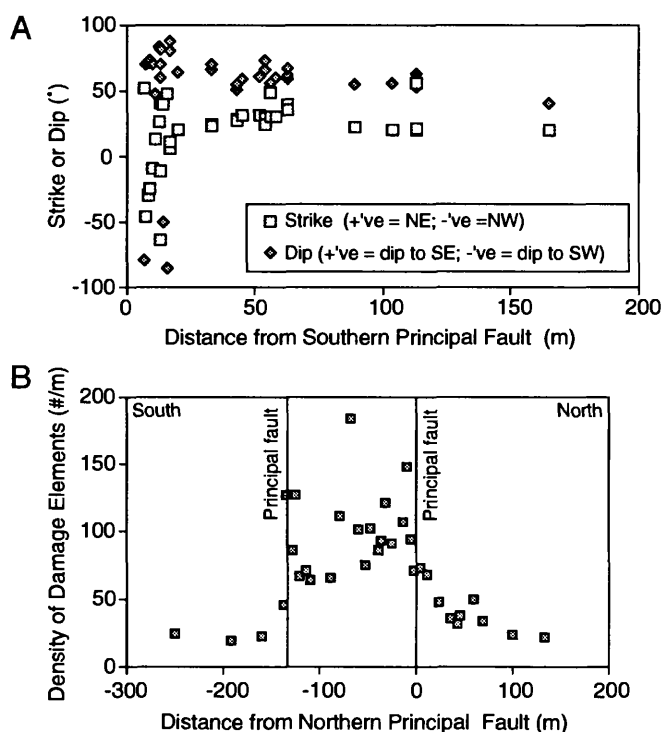 A
100
50
0
-50
-100
Strike or Dip (°)
Strike (+'ve = NE; -'ve =NW)
Dip (+'ve = dip to SE; -'ve = dip to SW)
0 50 100 150 200
Distance from Southern Principal Fault (m)
B
200
150
100
50
0
Density of Damage Elements (#/m)
South
Principal fault
Principal fault
North
-300 -200 -100 0 100 200
Distance from Northern Principal Fault (m)